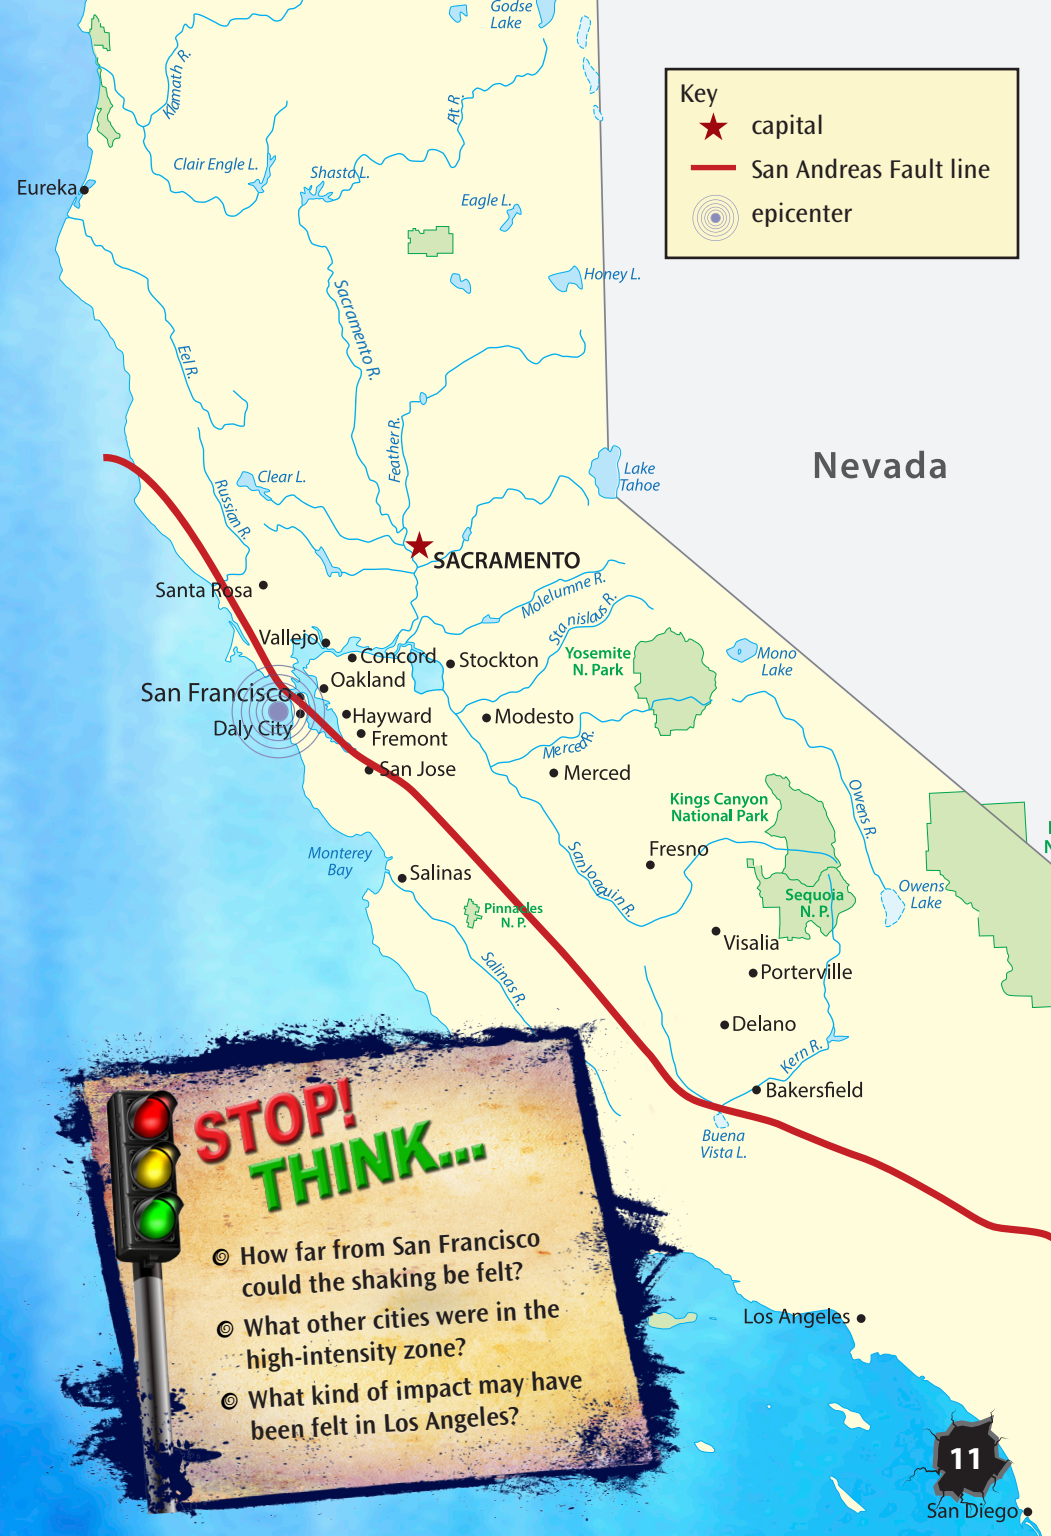 Godse
Lake
Klamath R.
At R.
Key
capital
San Andreas Fault line
epicenter
Clair Engle L.
Shasta L.
Eureka
Eagle L.
Honey L.
Sacramento R.
Eel R.
Feather R.
Nevada
Lake
Tahoe
Clear L.
Russian R.
SACRAMENTO
Santa Rosa
Molelumne R.
Stanislaus R.
Vallejo
Concord
Stockton
Yosemite
N. Park
Mono
Lake
Oakland
San Francisco
Hayward
Modesto
Daly City
Fremont
Merced R.
San Jose
Merced
Kings Canyon
National Park
Owens R.
Monterey
Bay
Fresno
San Joaquin R.
Salinas
Sequoia
N. P.
Owens
Lake
Pinnacles
N. P.
Visalia
Salinas R.
Porterville
Delano
Kern R.
Bakersfield
Buena
Vista L.
STOP!
THINK...
How far from San Francisco
could the shaking be felt?
What other cities were in the
high-intensity zone?
What kind of impact may have
been felt in Los Angeles?
Los Angeles
11
San Diego